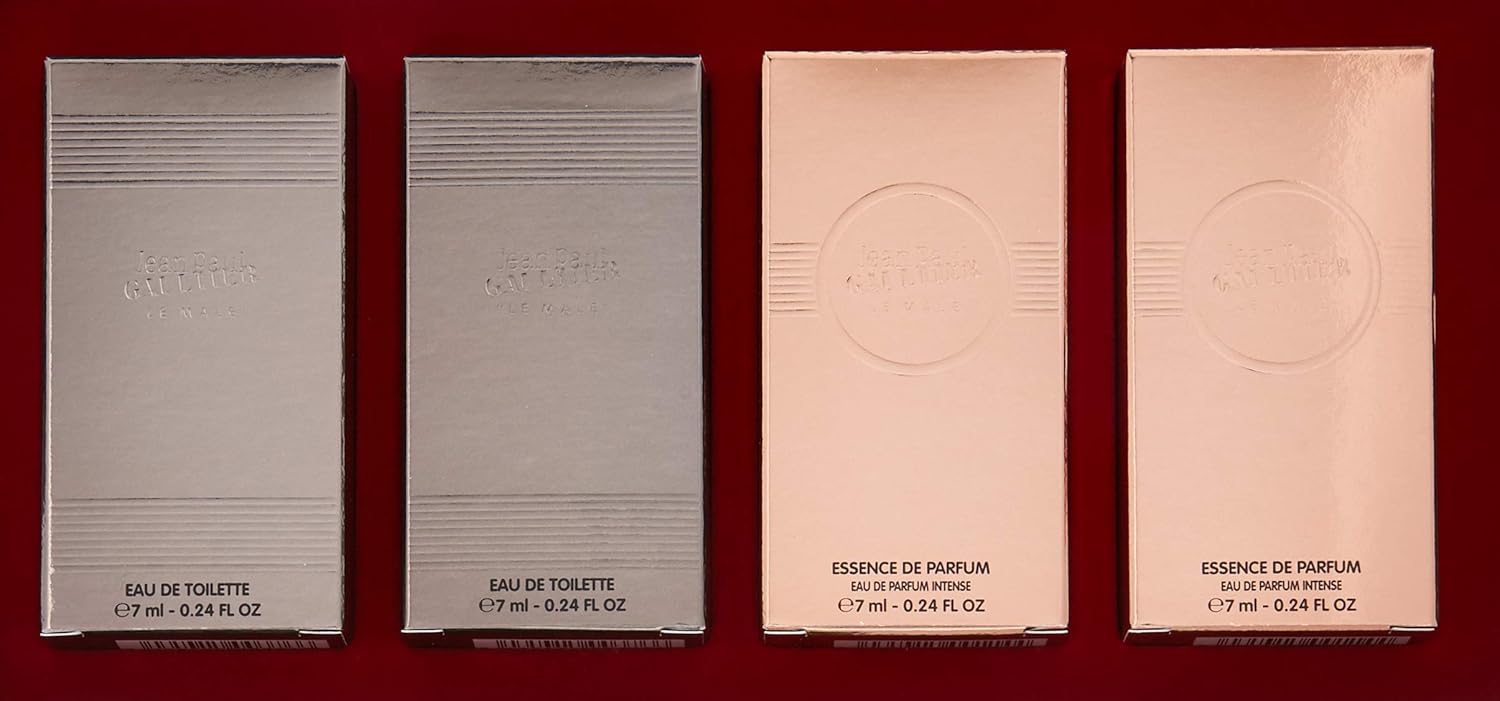 Jean Paul
GAULTIER
LE MALE
EAU DE TOILETTE
℮7 ml - 0.24 FL OZ
Jean Paul
GAULTIER
"LE MALE"
EAU DE TOILETTE
℮7 ml - 0.24 FL OZ
Jean Paul
GAULTIER
LE MALE
ESSENCE DE PARFUM
EAU DE PARFUM INTENSE
℮7 ml - 0.24 FL OZ
Jean Paul
GAULTIER
ESSENCE DE PARFUM
EAU DE PARFUM INTENSE
℮7 ml - 0.24 FL OZ